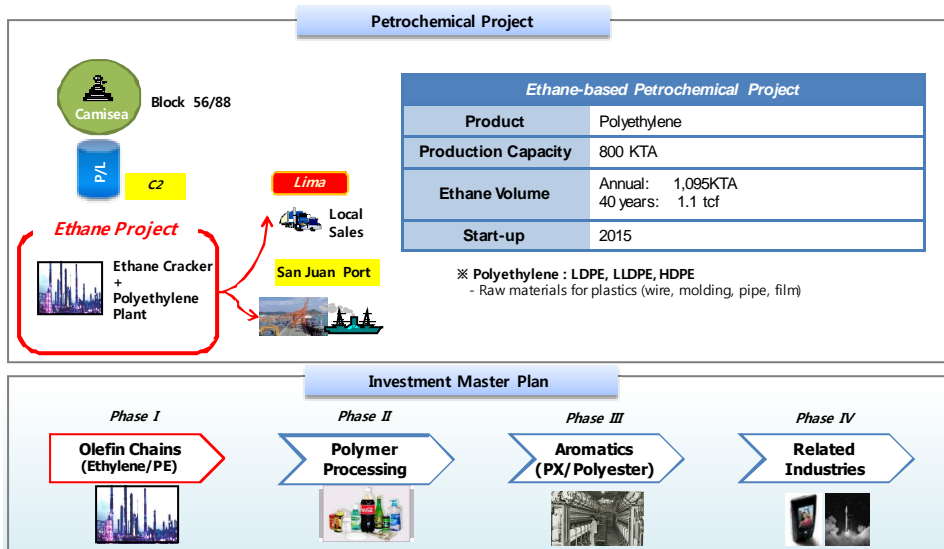 Petrochemical Project
Camisea
Block 56/88
P/L
C2
Lima
Local
Sales
Ethane Project
Ethane Cracker
+
Polyethylene
Plant
San Juan Port
Ethane-based Petrochemical Project
Product Polyethylene
Production Capacity 800 KTA
Ethane Volume
Annual: 1,095KTA
40 years: 1.1 tcf
Start-up 2015
※ Polyethylene : LDPE, LLDPE, HDPE
- Raw materials for plastics (wire, molding, pipe, film)
Investment Master Plan
Phase I
Phase II
Phase III
Phase IV
Olefin Chains
(Ethylene/PE)
Polymer
Processing
Aromatics
(PX/Polyester)
Related
Industries